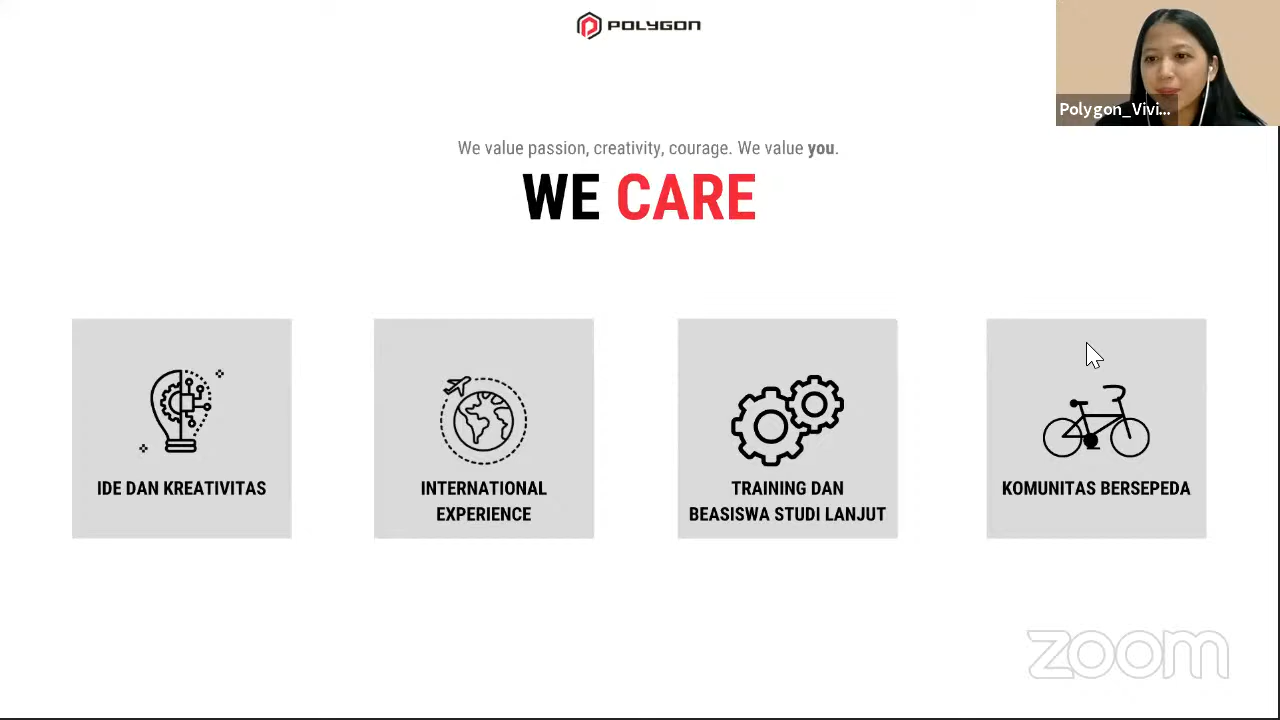 POLYGON
Polygon_Vivi...
We value passion, creativity, courage. We value you.
WE CARE
IDE DAN KREATIVITAS
INTERNATIONAL
EXPERIENCE
TRAINING DAN
BEASISWA STUDI LANJUT
KOMUNITAS BERSEPEDA
zoom